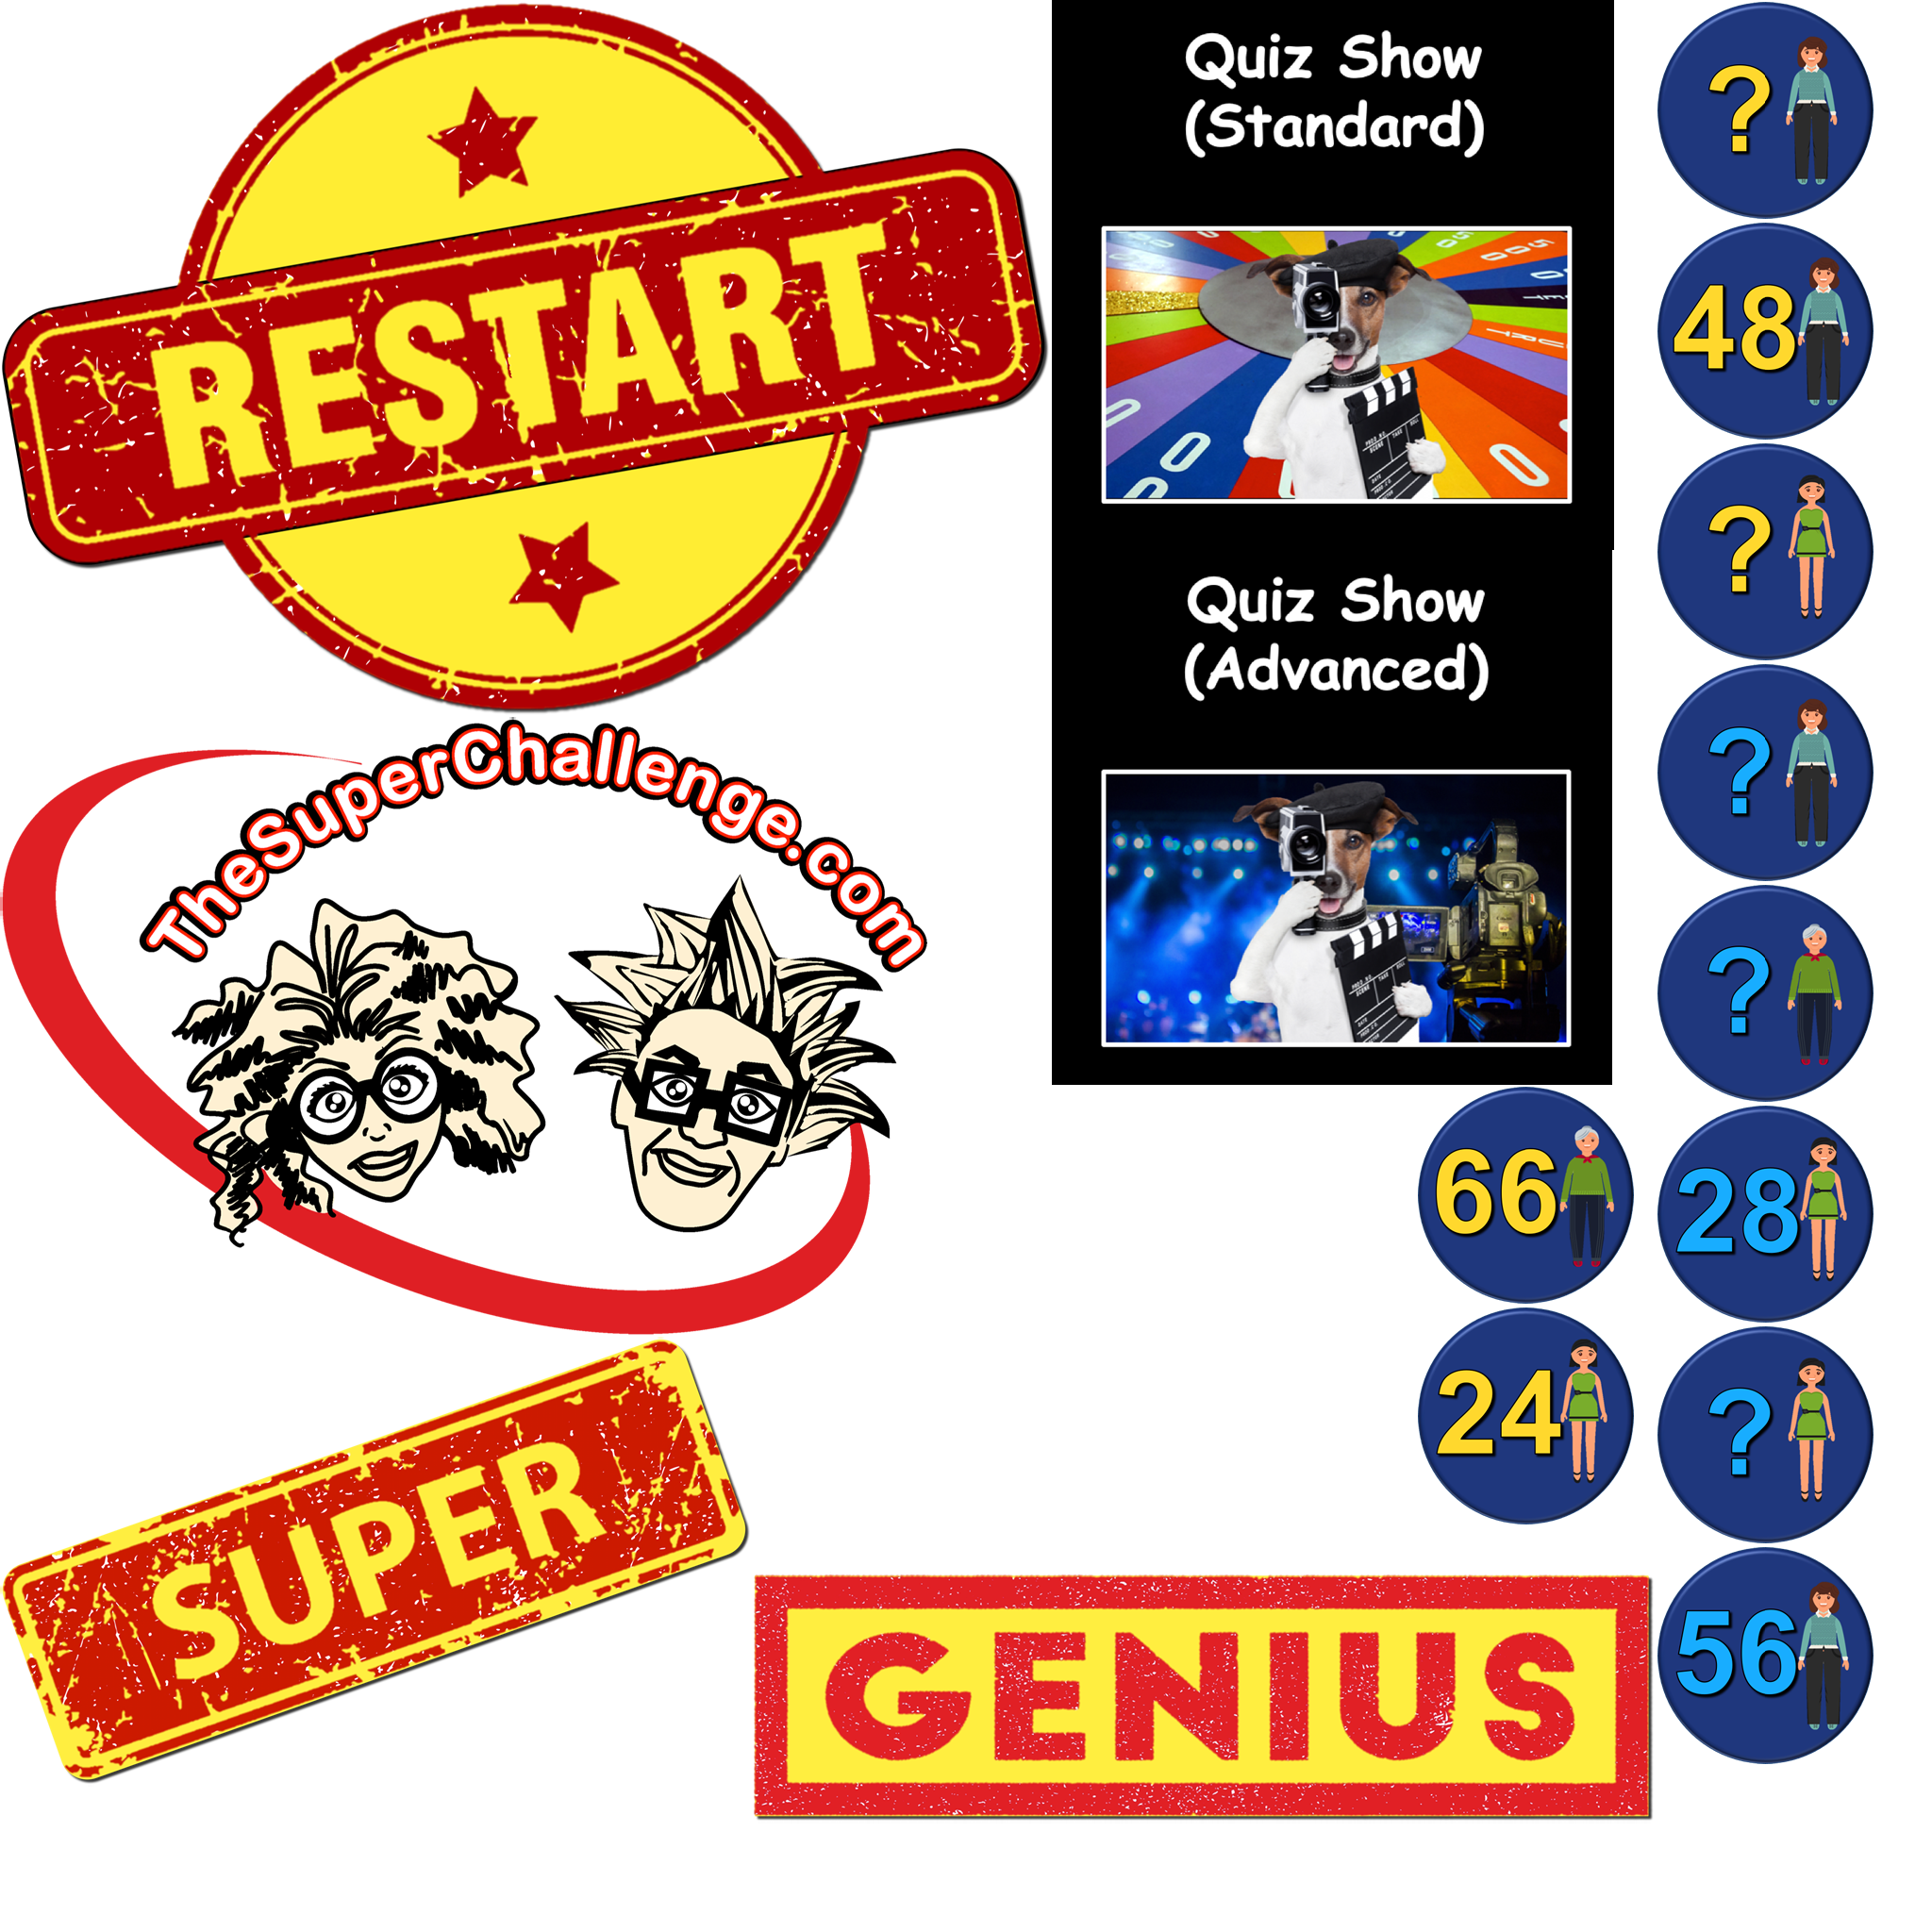 RESTART
Quiz Show
(Standard)
?
48
?
Quiz Show
(Advanced)
?
TheSuperChallenge.com
?
66
28
24
?
SUPER
GENIUS
56